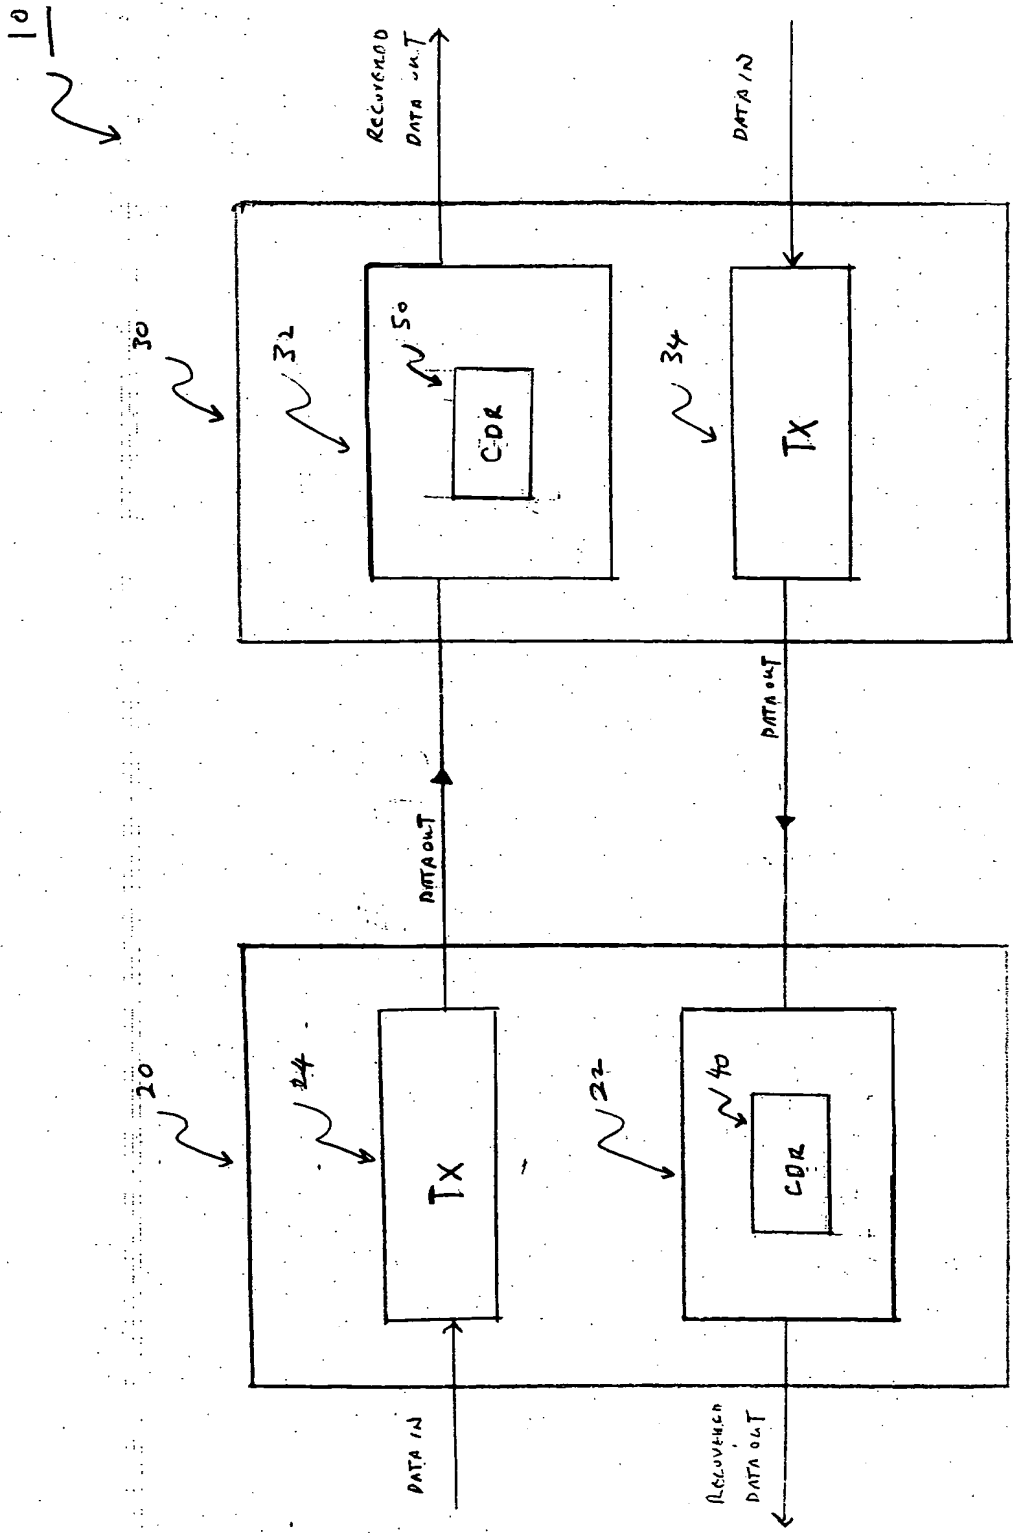 10
30
20
RECOVERED
DATA OUT
32
50
CDR
DATA OUT
24
TX
DATA IN
DATA IN
34
TX
DATA OUT
22
40
CDR
RECOVERED
DATA OUT